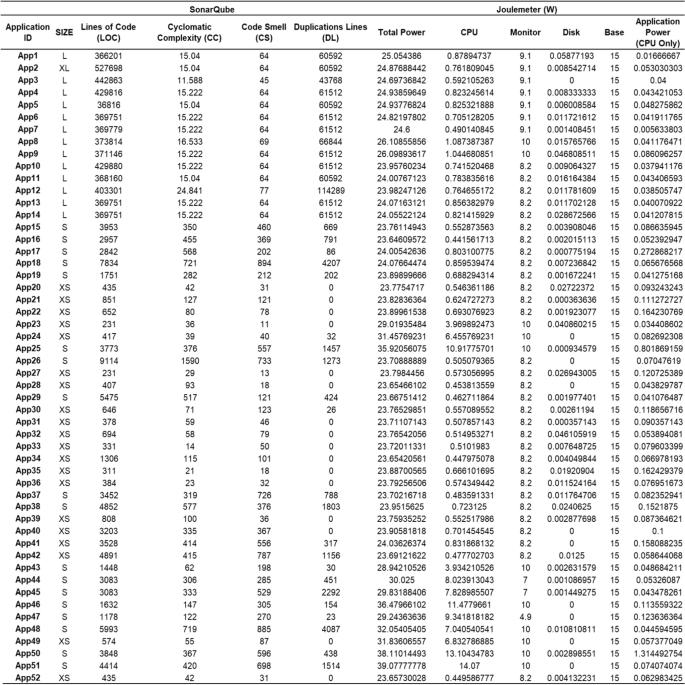 SonarQube Joulemeter (W)
Application ID SIZE Lines of Code (LOC) Cyclomatic Complexity (CC) Code Smell (CS) Duplications Lines (DL) Total Power CPU Monitor Disk Base Application Power (CPU Only)
App1 L 366201 15.04 64 60592 25.054386 0.87894737 9.1 0.05877193 15 0.01666667
App2 XL 527698 15.04 64 60592 24.87688442 0.761809045 9.1 0.008542714 15 0.053030303
App3 L 442863 11.588 45 43768 24.69736842 0.592105263 9.1 0 15 0.04
App4 L 429816 15.222 64 61512 24.93859649 0.823245614 9.1 0.008333333 15 0.043421053
App5 L 36816 15.04 64 60592 24.93776824 0.825321888 9.1 0.006008584 15 0.048275862
App6 L 369751 15.222 64 61512 24.82197802 0.705128205 9.1 0.011721612 15 0.041911765
App7 L 369779 15.222 64 61512 24.6 0.490140845 9.1 0.001408451 15 0.005633803
App8 L 373814 16.533 69 66844 26.10855856 1.087387387 10 0.015765766 15 0.041176471
App9 L 371146 15.222 64 61512 26.09893617 1.044680851 10 0.046808511 15 0.086096257
App10 L 429880 15.222 64 61512 23.95760234 0.741520468 8.2 0.009064327 15 0.037941176
App11 L 368160 15.04 64 60592 24.00767123 0.783835616 8.2 0.016164384 15 0.043406593
App12 L 403301 24.841 77 114289 23.98247126 0.764655172 8.2 0.011781609 15 0.038505747
App13 L 369751 15.222 64 61512 24.07163121 0.856382979 8.2 0.011702128 15 0.040070922
App14 L 369751 15.222 64 61512 24.05522124 0.821415929 8.2 0.028672566 15 0.041207815
App15 S 3953 350 460 669 23.76114943 0.552873563 8.2 0.003908046 15 0.086635945
App16 S 2957 455 369 791 23.64609572 0.441561713 8.2 0.002015113 15 0.052392947
App17 S 2842 568 202 86 24.00542636 0.803100775 8.2 0.000775194 15 0.272868217
App18 S 7834 721 894 4207 24.07664474 0.859539474 8.2 0.007236842 15 0.065676568
App19 S 1751 282 212 202 23.89899666 0.688294314 8.2 0.001672241 15 0.041275168
App20 XS 435 42 31 0 23.7754717 0.546361186 8.2 0.02722372 15 0.093243243
App21 XS 851 127 121 0 23.82836364 0.624727273 8.2 0.000363636 15 0.111272727
App22 XS 652 80 78 0 23.89961538 0.693076923 8.2 0.001923077 15 0.164230769
App23 XS 231 36 11 0 29.01935484 3.969892473 10 0.040860215 15 0.034408602
App24 XS 417 39 40 32 31.45769231 6.455769231 10 0 15 0.082692308
App25 S 3773 376 557 1457 35.92056075 10.91775701 10 0.000934579 15 0.801869159
App26 S 9114 1590 733 1273 23.70888889 0.505079365 8.2 0 15 0.07047619
App27 XS 231 29 13 0 23.7984456 0.573056995 8.2 0.026943005 15 0.120725389
App28 XS 407 93 18 0 23.65466102 0.453813559 8.2 0 15 0.043829787
App29 S 5475 517 121 424 23.66751412 0.462711864 8.2 0.001977401 15 0.041076487
App30 XS 646 71 123 26 23.76529851 0.557089552 8.2 0.00261194 15 0.118656716
App31 XS 378 59 46 0 23.71107143 0.507857143 8.2 0.000357143 15 0.090357143
App32 XS 694 58 79 0 23.76542056 0.514953271 8.2 0.046105919 15 0.053894081
App33 XS 331 14 50 0 23.72011331 0.5101983 8.2 0.007648725 15 0.079603399
App34 XS 1306 115 101 0 23.65420561 0.447975078 8.2 0.004049844 15 0.066978193
App35 XS 311 21 18 0 23.88700565 0.666101695 8.2 0.01920904 15 0.162429379
App36 XS 384 23 32 0 23.79256506 0.574349442 8.2 0.011524164 15 0.076951673
App37 S 3452 319 726 788 23.70216718 0.483591331 8.2 0.011764706 15 0.082352941
App38 S 4852 577 376 1803 23.9515625 0.723125 8.2 0.0240625 15 0.1521875
App39 XS 808 100 36 0 23.75935252 0.552517986 8.2 0.002877698 15 0.087364621
App40 XS 3203 335 367 0 23.90581818 0.701454545 8.2 0 15 0.1
App41 XS 3528 414 556 317 24.03626374 0.831868132 8.2 0 15 0.158088235
App42 XS 4891 415 787 1156 23.69121622 0.477702703 8.2 0.0125 15 0.058644068
App43 S 1448 62 198 30 28.94210526 3.934210526 10 0.002631579 15 0.048684211
App44 S 3083 306 285 451 30.025 8.023913043 7 0.001086957 15 0.05326087
App45 S 3083 333 529 2292 29.83188406 7.828985507 7 0.001449275 15 0.043478261
App46 S 1632 147 305 154 36.47966102 11.4779661 10 0 15 0.113559322
App47 S 1178 122 270 23 29.24363636 9.341818182 4.9 0 15 0.123636364
App48 S 5993 719 885 4087 32.05405405 7.040540541 10 0.010810811 15 0.044594595
App49 XS 574 55 87 0 31.83606557 6.832786885 10 0 15 0.057377049
App50 S 3848 367 596 438 38.11014493 13.10434783 10 0.002898551 15 1.314492754
App51 S 4414 420 698 1514 39.07777778 14.07 10 0 15 0.074074074
App52 XS 435 42 31 0 23.65730028 0.449586777 8.2 0.004132231 15 0.062983425